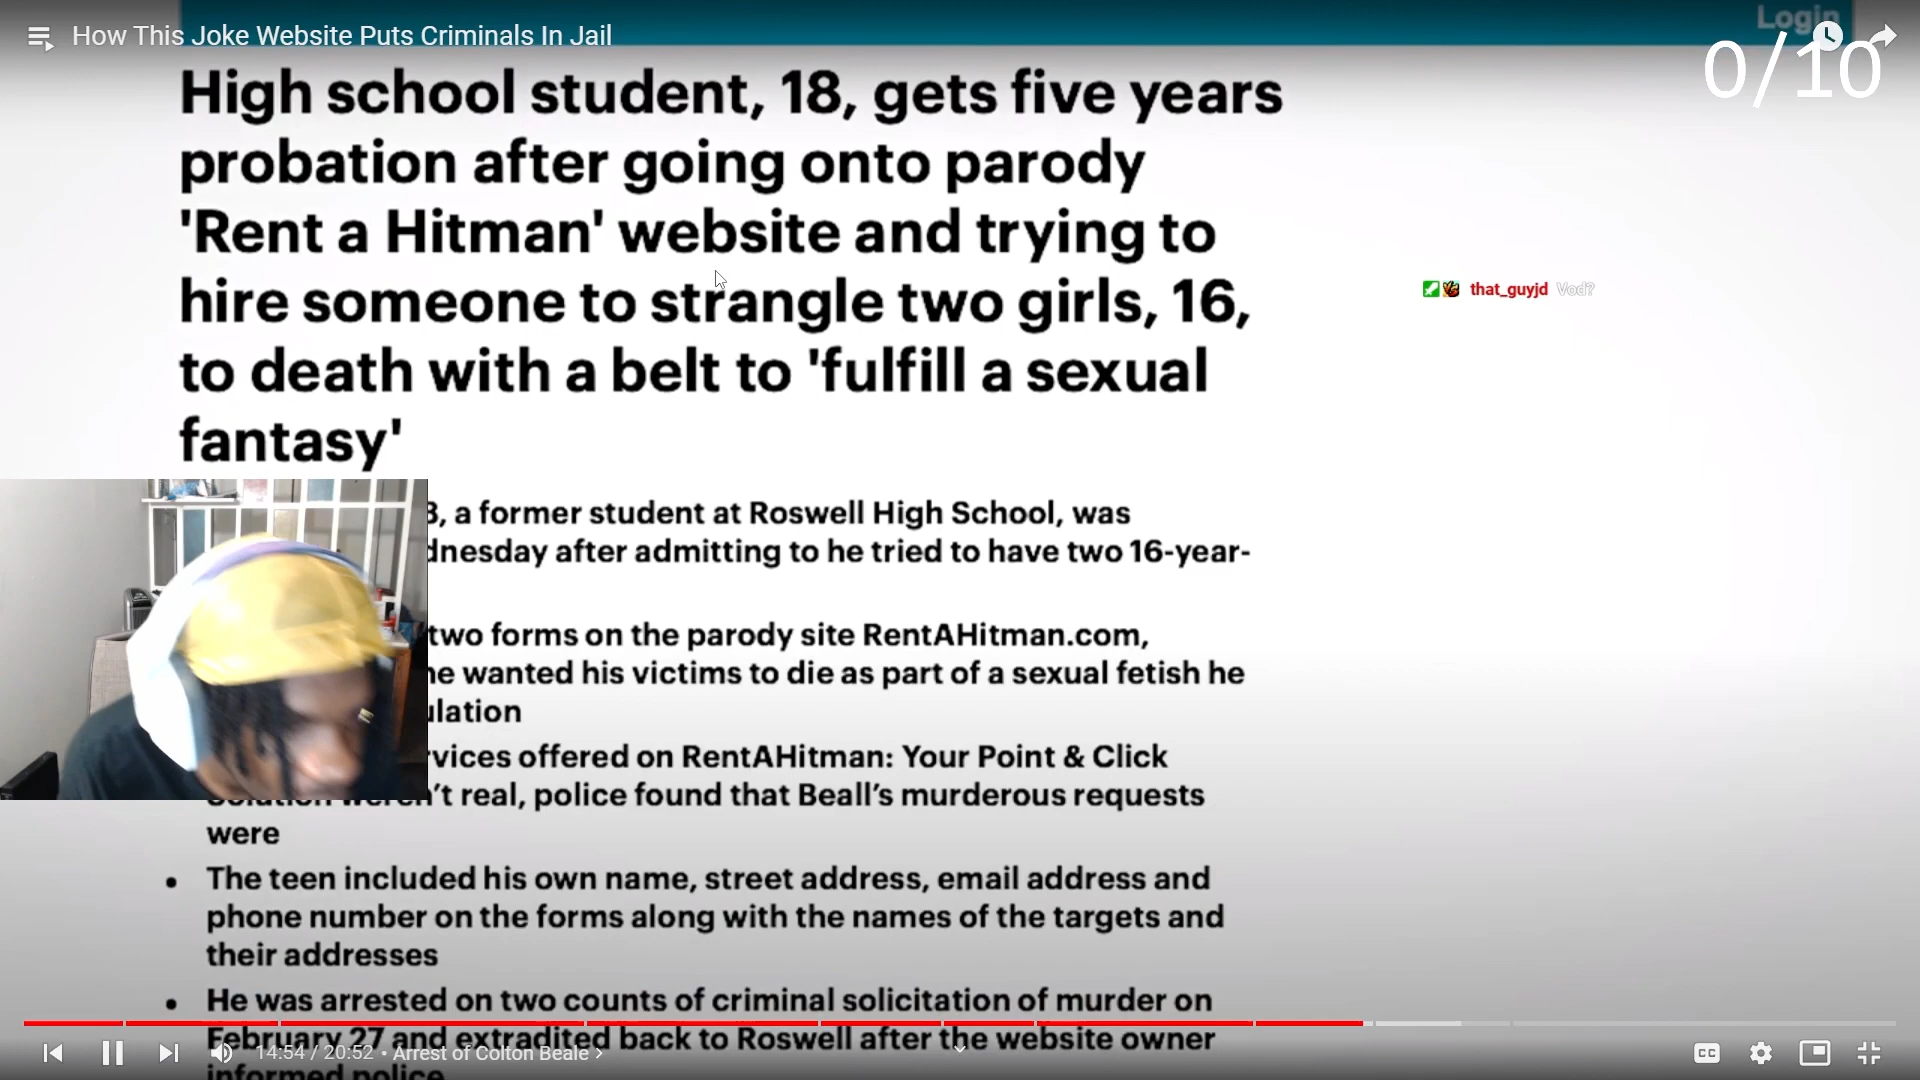 Login
How This Joke Website Puts Criminals In Jail
0/10
High school student, 18, gets five years
probation after going onto parody
'Rent a Hitman' website and trying to
hire someone to strangle two girls, 16,
to death with a belt to 'fulfill a sexual
fantasy'
that_guyjd Vod?
8, a former student at Roswell High School, was
dnesday after admitting to he tried to have two 16-year-
two forms on the parody site RentAHitman.com,
he wanted his victims to die as part of a sexual fetish he
ulation
rvices offered on RentAHitman: Your Point & Click
Solution weren't real, police found that Beall's murderous requests
were
• The teen included his own name, street address, email address and
phone number on the forms along with the names of the targets and
their addresses
• He was arrested on two counts of criminal solicitation of murder on
February 27 and extradited back to Roswell after the website owner
informed police
14:54 / 20:52 • Arrest of Colton Beale >
CC